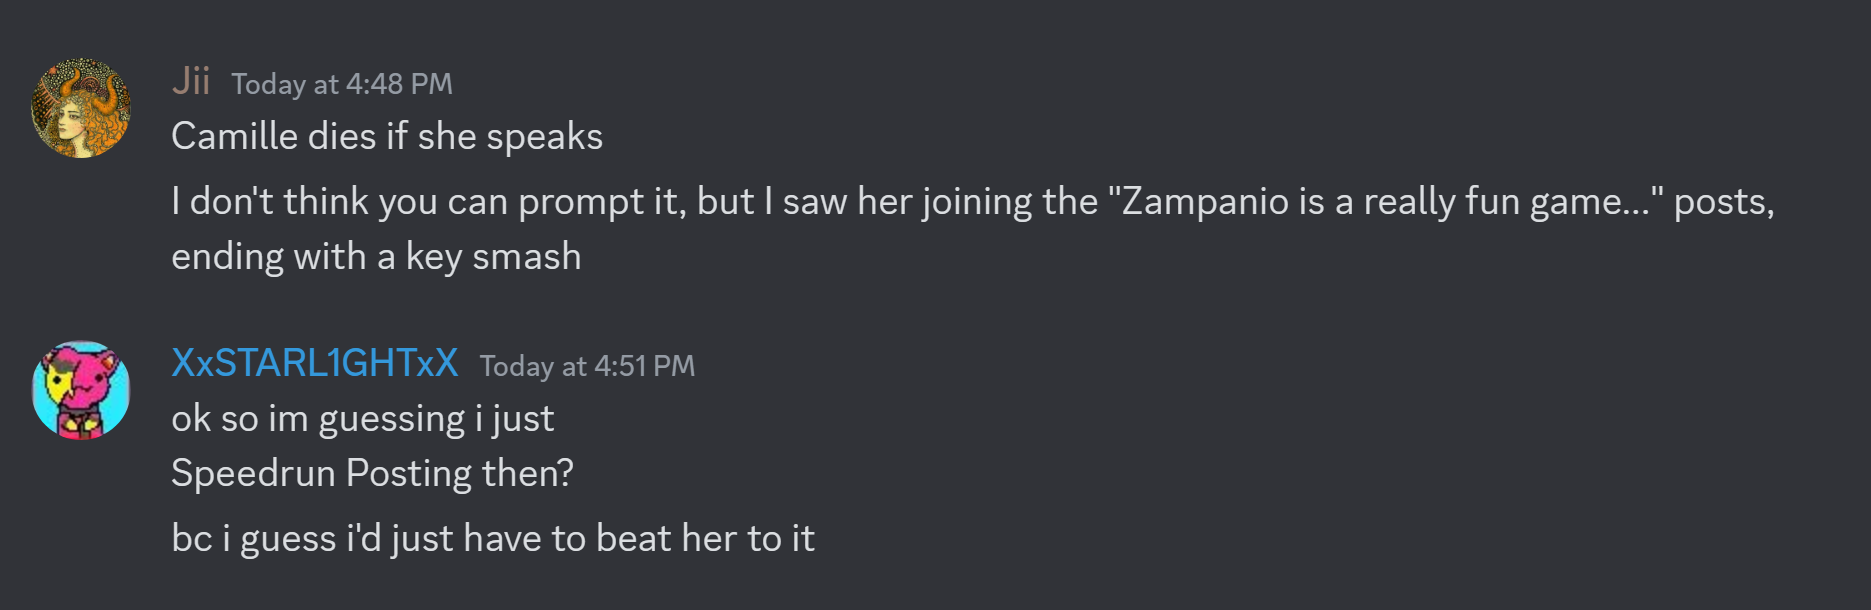 Jii Today at 4:48 PM
Camille dies if she speaks
I don't think you can prompt it, but I saw her joining the "Zampanio is a really fun game..." posts,
ending with a key smash
XxSTARL1GHTxX Today at 4:51 PM
ok so im guessing i just
Speedrun Posting then?
bc i guess i'd just have to beat her to it